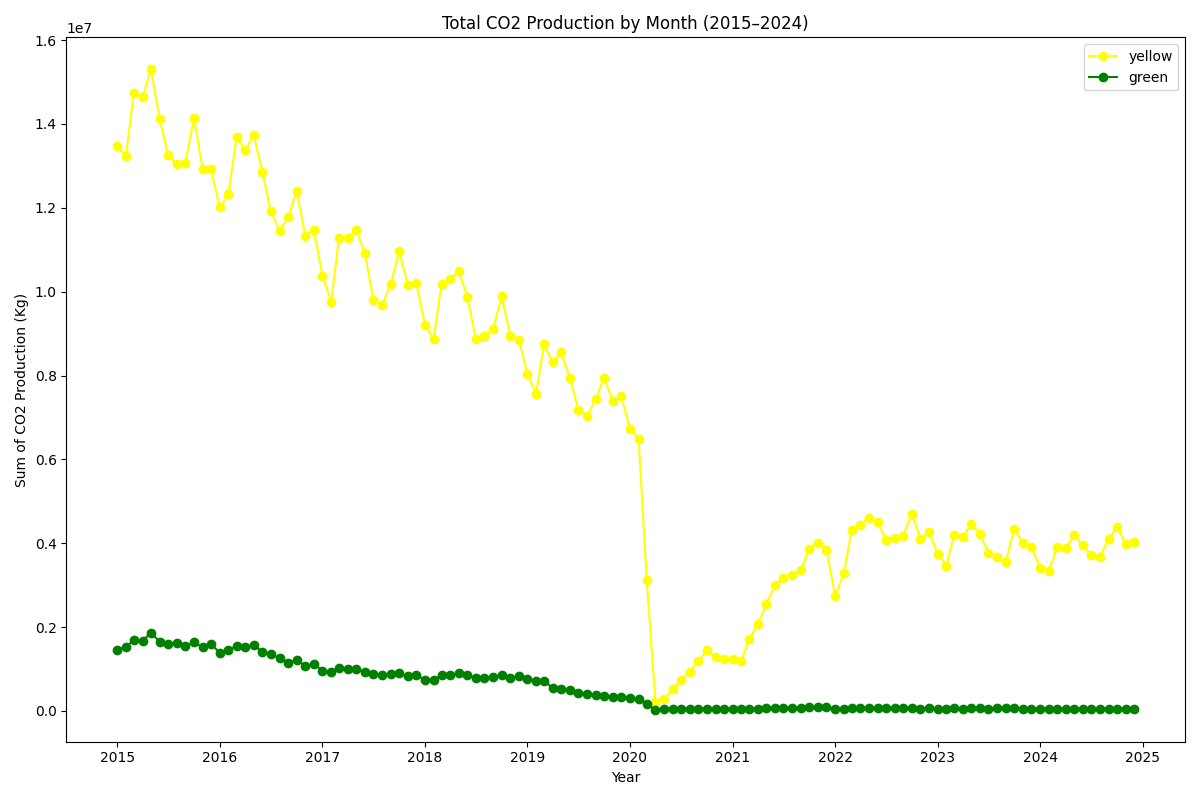 Total CO2 Production by Month (2015–2024)
1e7
1.6
1.4
1.2
1.0
0.8
0.6
0.4
0.2
0.0
Sum of CO2 Production (Kg)
yellow
green
2015 2016 2017 2018 2019 2020 2021 2022 2023 2024 2025
Year